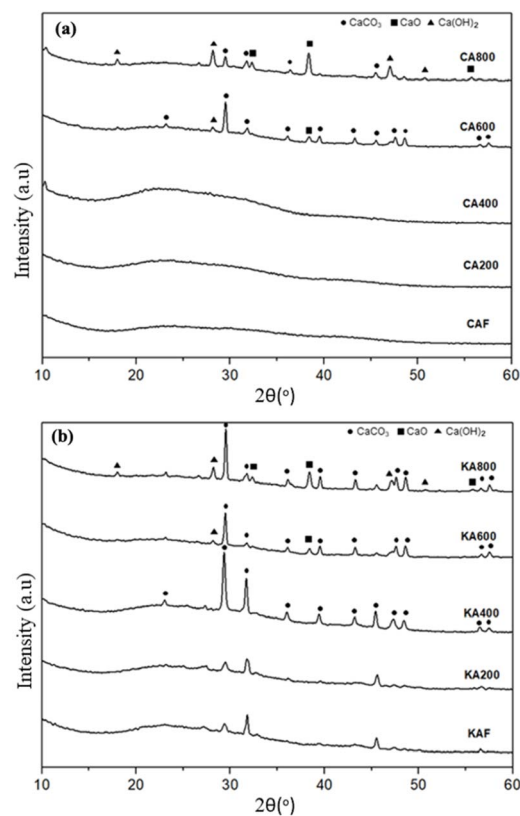 (a)
● CaCO₃ ■ CaO ▲ Ca(OH)₂
CA800
CA600
CA400
CA200
CAF
Intensity (a.u)
10 20 30 40 50 60
2θ(°)
(b)
● CaCO₃ ■ CaO ▲ Ca(OH)₂
KA800
KA600
KA400
KA200
KAF
Intensity (a.u)
10 20 30 40 50 60
2θ(°)